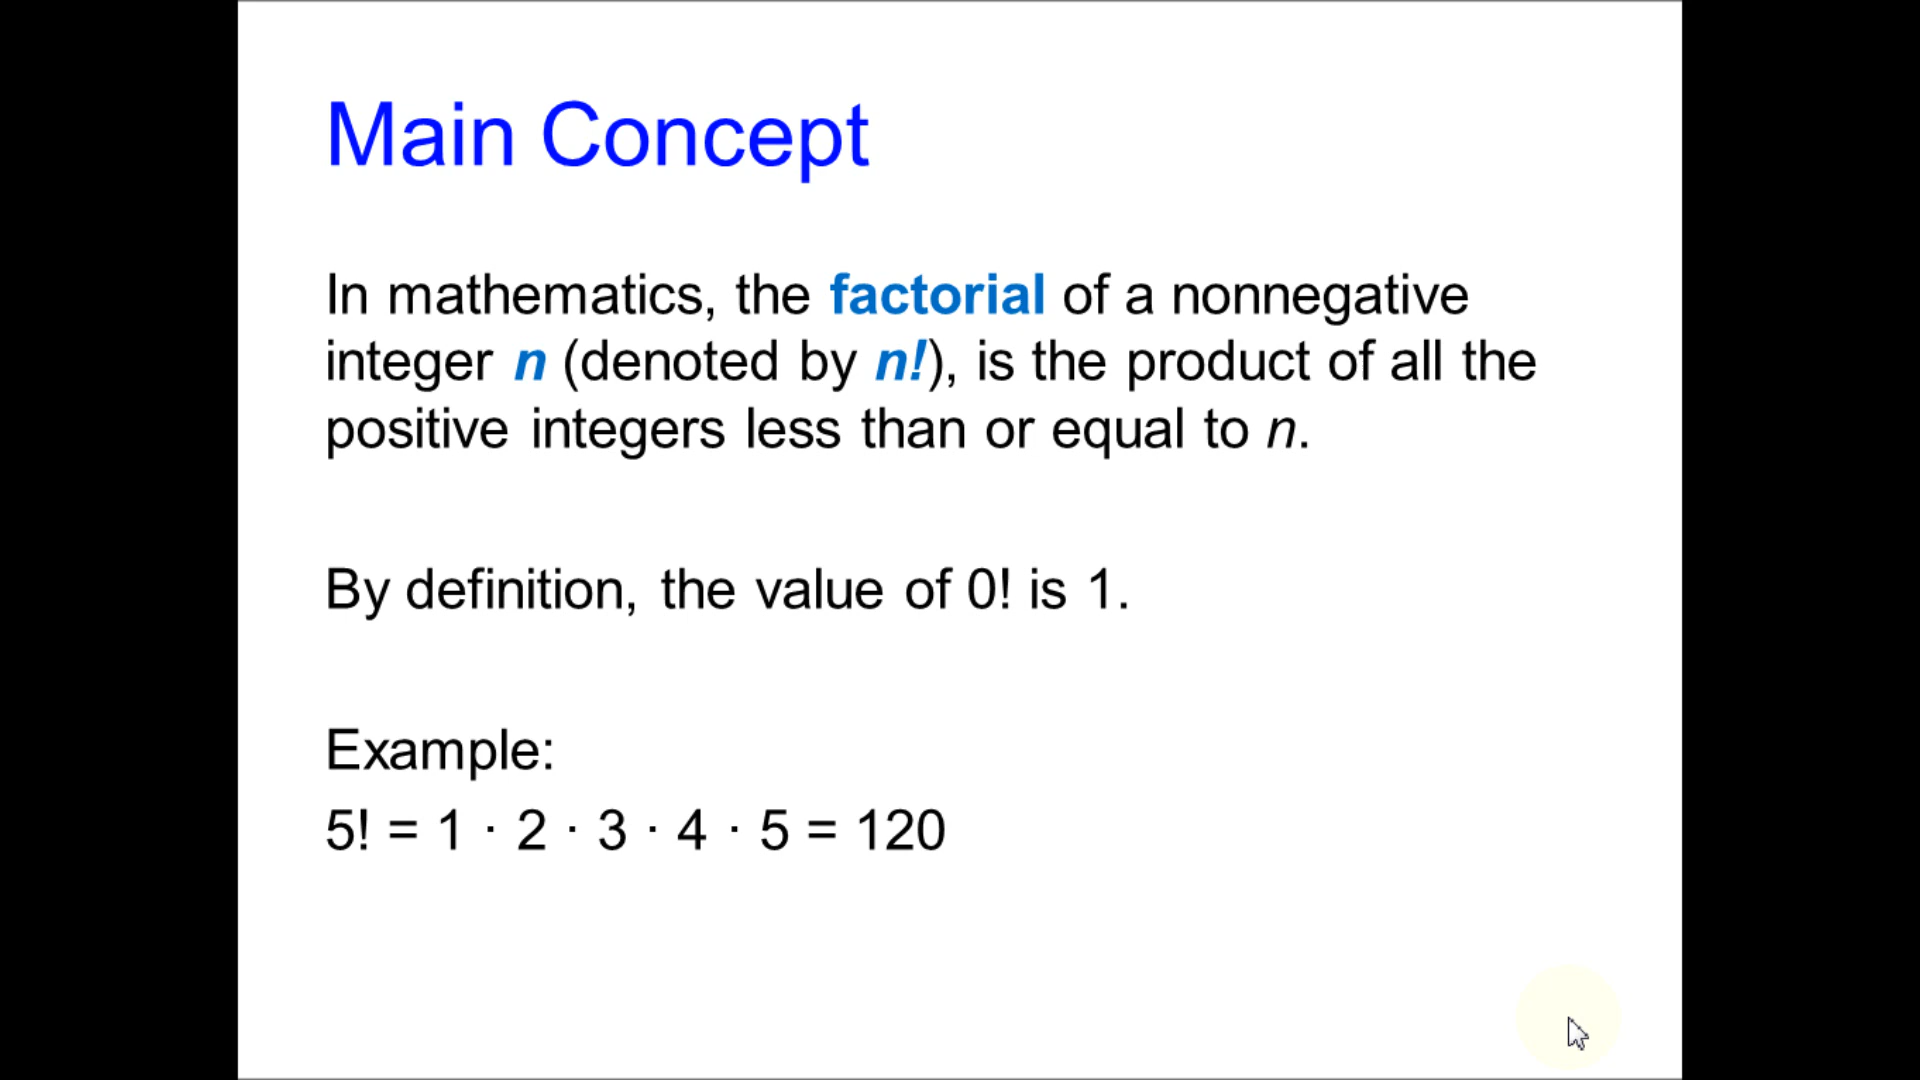 Main Concept
In mathematics, the factorial of a nonnegative
integer n (denoted by n!), is the product of all the
positive integers less than or equal to n.
By definition, the value of 0! is 1.
Example:
5! = 1 · 2 · 3 · 4 · 5 = 120